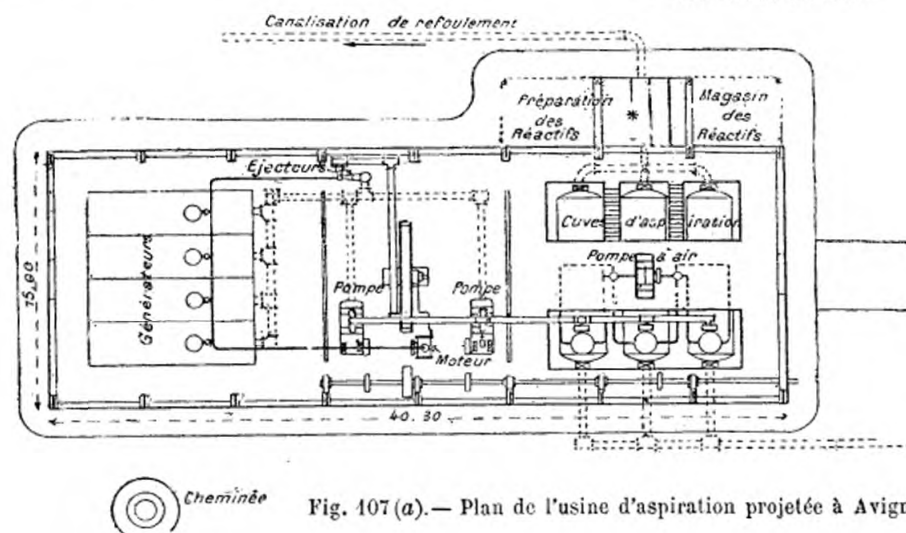 Canalisation de refoulement
Préparation
des
Réactifs
Magasin
des
Réactifs
Ejecteurs
Cuves d'aspiration
Pompe à air
Générateurs
15.00
Pompe
Pompe
Moteur
40.30
Cheminée
Fig. 107 (a).— Plan de l'usine d'aspiration projetée à Avign